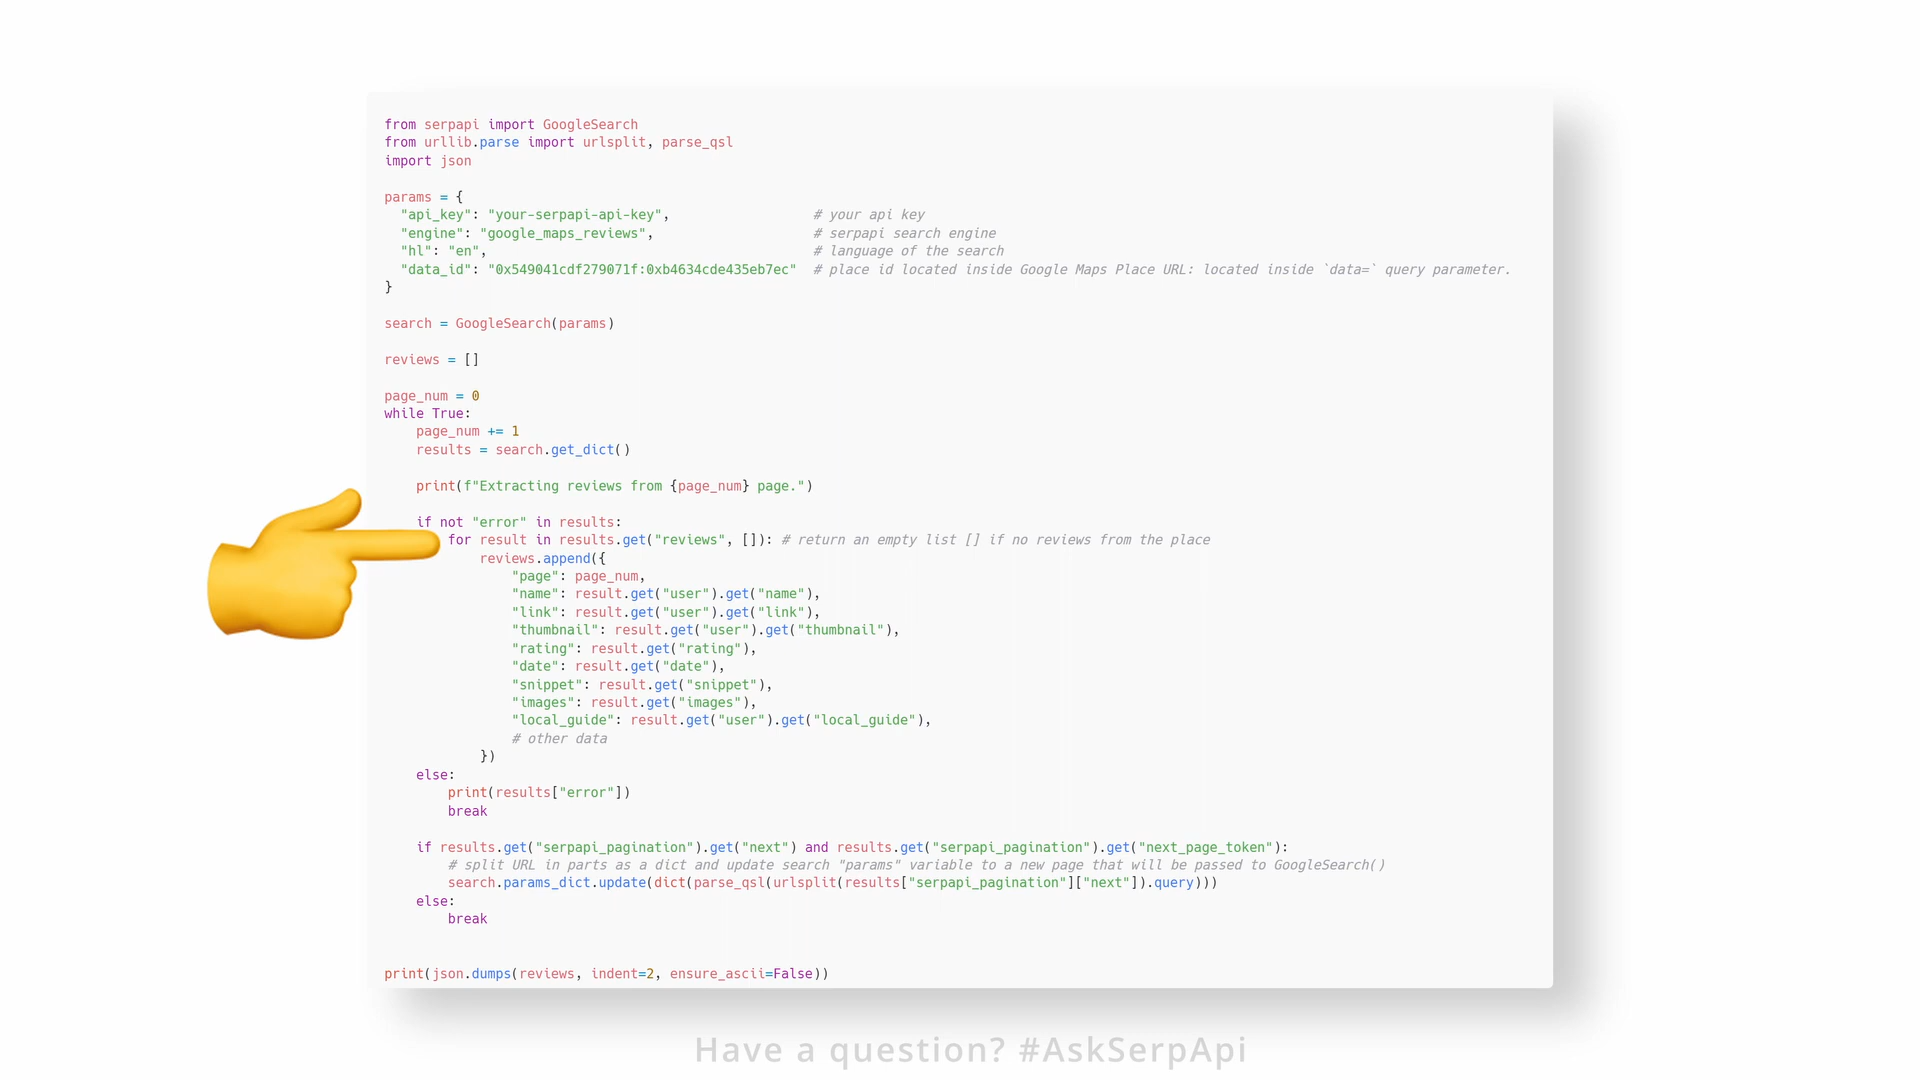 from serpapi import GoogleSearch
from urllib.parse import urlsplit, parse_qsl
import json
params = {
  "api_key": "your-serpapi-api-key",                  # your api key
  "engine": "google_maps_reviews",                    # serpapi search engine
  "hl": "en",                                         # language of the search
  "data_id": "0x549041cdf279071f:0xb4634cde435eb7ec"  # place id located inside Google Maps Place URL: located inside `data=` query parameter.
}
search = GoogleSearch(params)
reviews = []
page_num = 0
while True:
    page_num += 1
    results = search.get_dict()
    print(f"Extracting reviews from {page_num} page.")
    if not "error" in results:
        for result in results.get("reviews", []): # return an empty list [] if no reviews from the place
            reviews.append({
                "page": page_num,
                "name": result.get("user").get("name"),
                "link": result.get("user").get("link"),
                "thumbnail": result.get("user").get("thumbnail"),
                "rating": result.get("rating"),
                "date": result.get("date"),
                "snippet": result.get("snippet"),
                "images": result.get("images"),
                "local_guide": result.get("user").get("local_guide"),
                # other data
            })
    else:
        print(results["error"])
        break
    if results.get("serpapi_pagination").get("next") and results.get("serpapi_pagination").get("next_page_token"):
        # split URL in parts as a dict and update search "params" variable to a new page that will be passed to GoogleSearch()
        search.params_dict.update(dict(parse_qsl(urlsplit(results["serpapi_pagination"]["next"]).query)))
    else:
        break
print(json.dumps(reviews, indent=2, ensure_ascii=False))
Have a question? #AskSerpApi